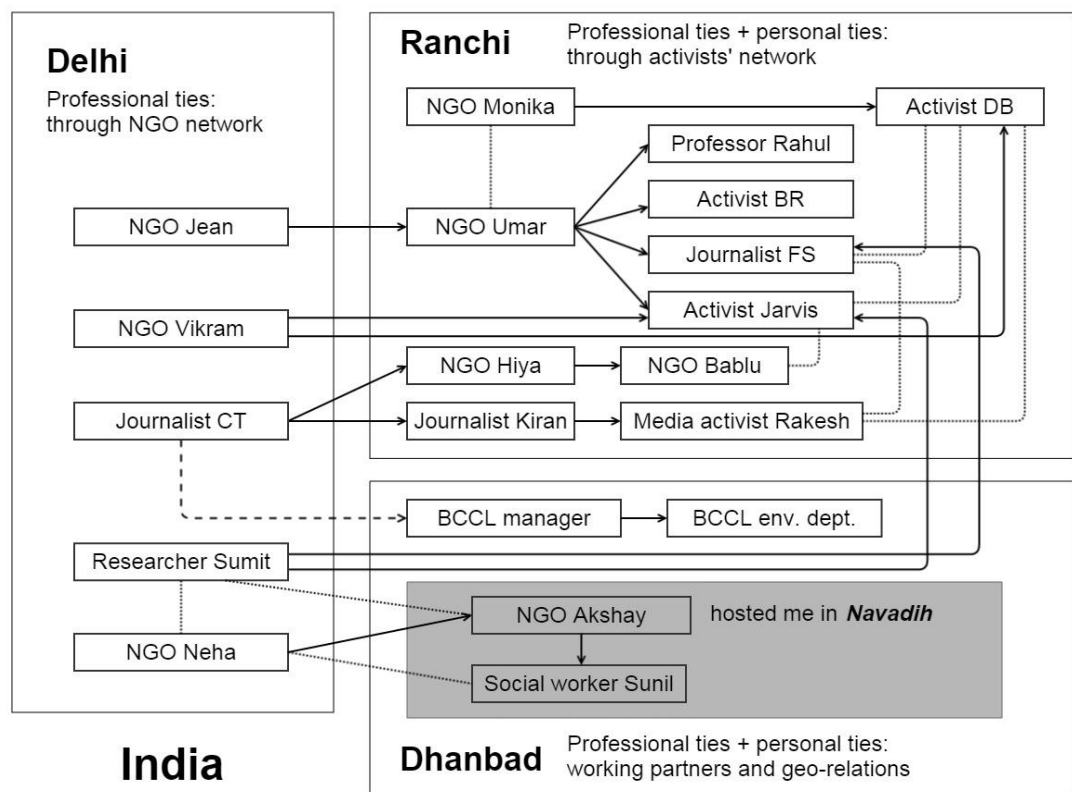 Delhi
Professional ties:
through NGO network
NGO Jean
NGO Vikram
Journalist CT
Researcher Sumit
NGO Neha
India
Ranchi
Professional ties + personal ties:
through activists' network
NGO Monika
Activist DB
Professor Rahul
Activist BR
NGO Umar
Journalist FS
Activist Jarvis
NGO Hiya
NGO Bablu
Journalist Kiran
Media activist Rakesh
BCCL manager
BCCL env. dept.
NGO Akshay
hosted me in Navadih
Social worker Sunil
Dhanbad
Professional ties + personal ties:
working partners and geo-relations